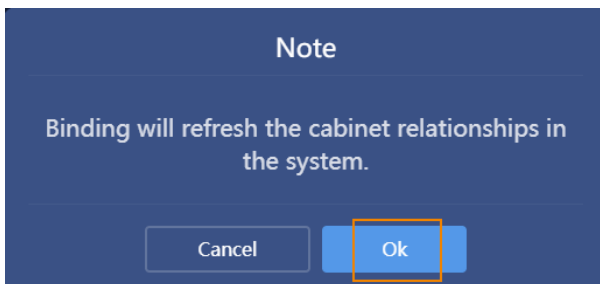 Note
Binding will refresh the cabinet relationships in
the system.
Cancel
Ok